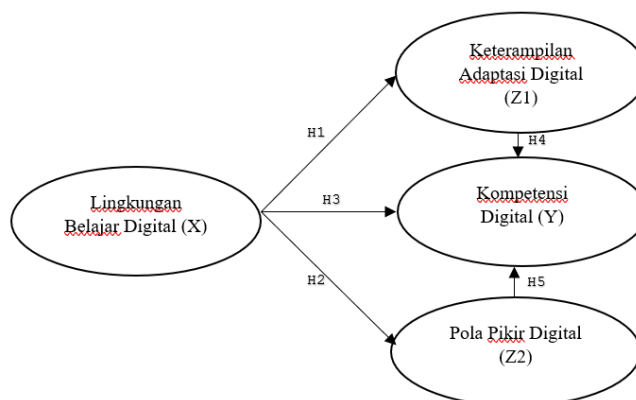 Keterampilan
Adaptasi Digital
(Z1)
H1
H4
Lingkungan
Belajar Digital (X)
H3
Kompetensi
Digital (Y)
H2
H5
Pola Pikir Digital
(Z2)